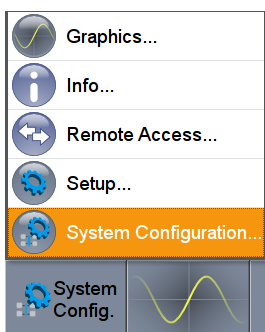 Graphics...
Info...
Remote Access...
Setup...
System Configuration...
System
Config.